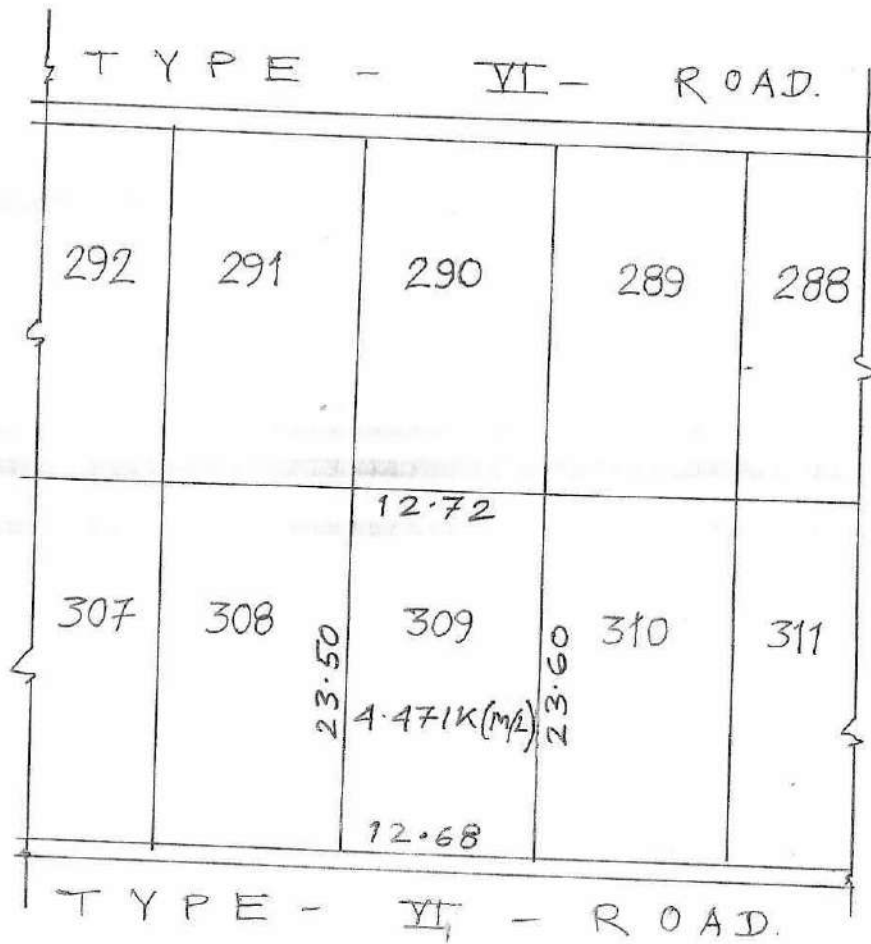 TYPE - VI - ROAD.
292 291 290 289 288
12.72
307 308 309 310 311
23.50
23.60
4.471K(M/L)
12.68
TYPE - VI - ROAD.